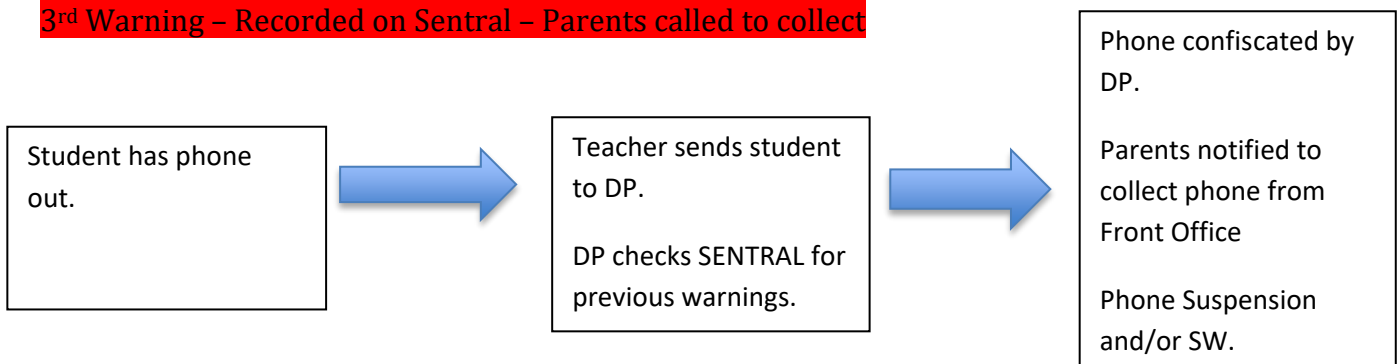 3rd Warning – Recorded on Sentral – Parents called to collect
Student has phone
out.
Teacher sends student
to DP.
DP checks SENTRAL for
previous warnings.
Phone confiscated by
DP.
Parents notified to
collect phone from
Front Office
Phone Suspension
and/or SW.